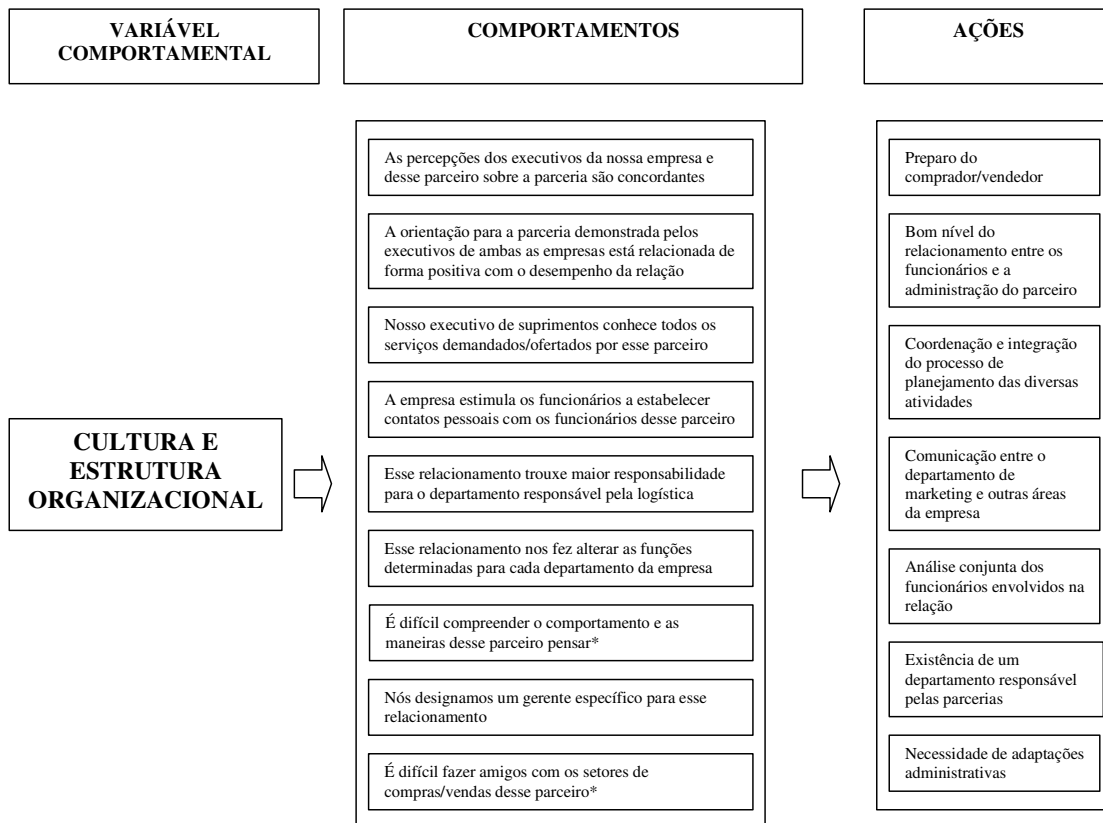 VARIÁVEL
COMPORTAMENTAL
COMPORTAMENTOS
AÇÕES
CULTURA E
ESTRUTURA
ORGANIZACIONAL
As percepções dos executivos da nossa empresa e
desse parceiro sobre a parceria são concordantes
A orientação para a parceria demonstrada pelos
executivos de ambas as empresas está relacionada de
forma positiva com o desempenho da relação
Nosso executivo de suprimentos conhece todos os
serviços demandados/ofertados por esse parceiro
A empresa estimula os funcionários a estabelecer
contatos pessoais com os funcionários desse parceiro
Esse relacionamento trouxe maior responsabilidade
para o departamento responsável pela logística
Esse relacionamento nos fez alterar as funções
determinadas para cada departamento da empresa
É difícil compreender o comportamento e as
maneiras desse parceiro pensar*
Nós designamos um gerente específico para esse
relacionamento
É difícil fazer amigos com os setores de
compras/vendas desse parceiro*
Preparo do
comprador/vendedor
Bom nível do
relacionamento entre os
funcionários e a
administração do parceiro
Coordenação e integração
do processo de
planejamento das diversas
atividades
Comunicação entre o
departamento de
marketing e outras áreas
da empresa
Análise conjunta dos
funcionários envolvidos na
relação
Existência de um
departamento responsável
pelas parcerias
Necessidade de adaptações
administrativas